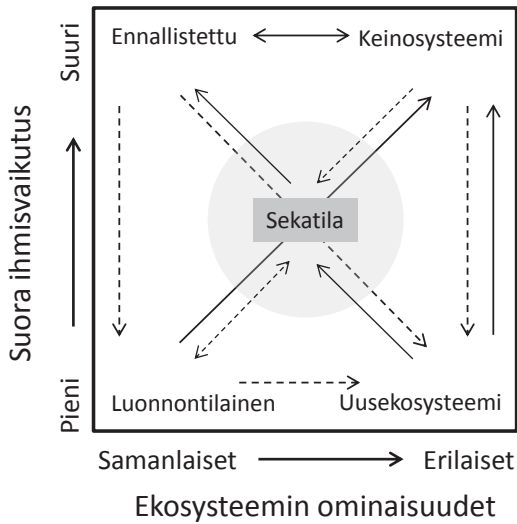 Ennallistettu
Keinosysteemi
Sekatila
Luonnontilainen
Uusekosysteemi
Suuri
Pieni
Suora ihmisvaikutus
Samanlaiset
Erilaiset
Ekosysteemin ominaisuudet